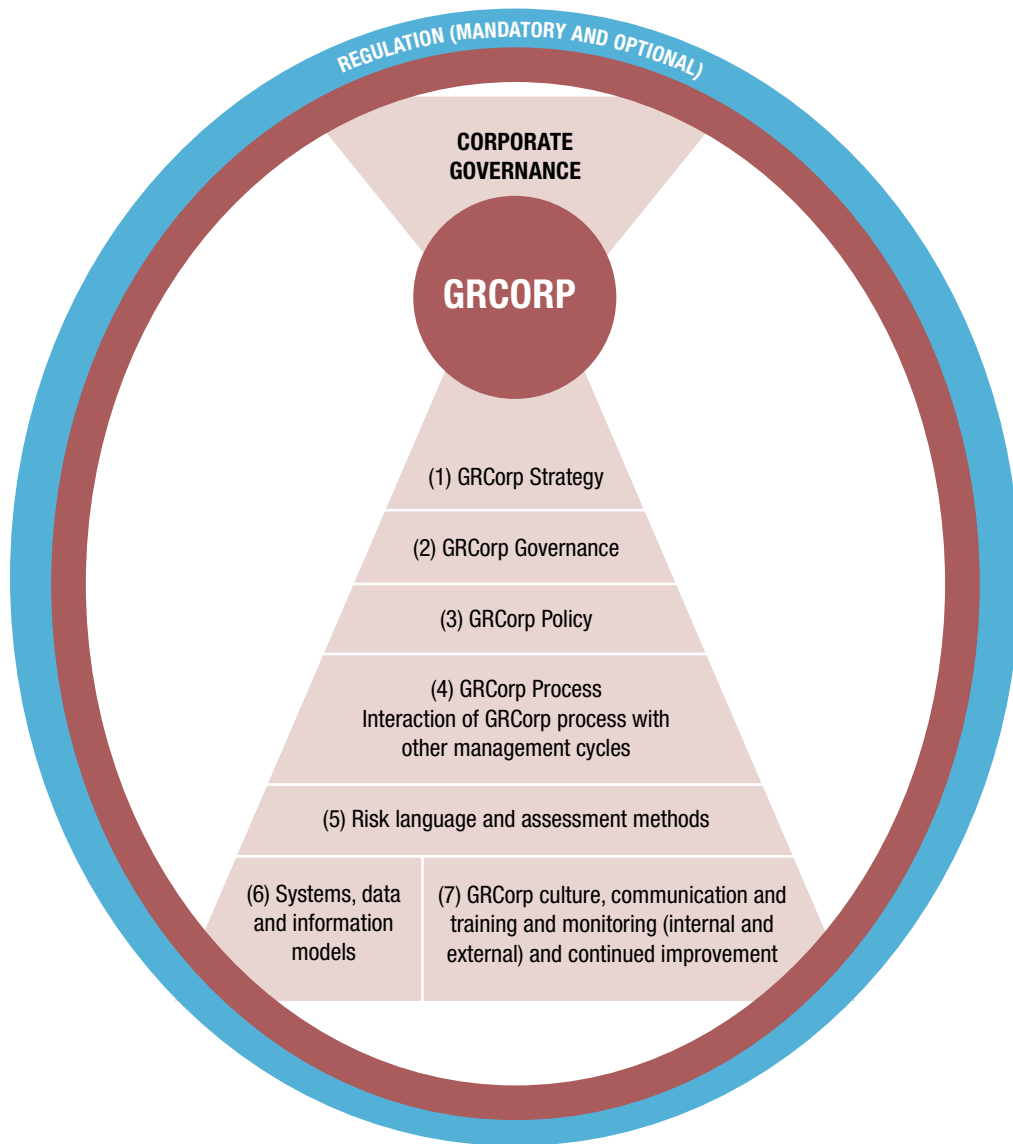 REGULATION (MANDATORY AND OPTIONAL)
CORPORATE
GOVERNANCE
GRCORP
(1) GRCorp Strategy
(2) GRCorp Governance
(3) GRCorp Policy
(4) GRCorp Process
Interaction of GRCorp process with
other management cycles
(5) Risk language and assessment methods
(6) Systems, data
and information
models
(7) GRCorp culture, communication and
training and monitoring (internal and
external) and continued improvement